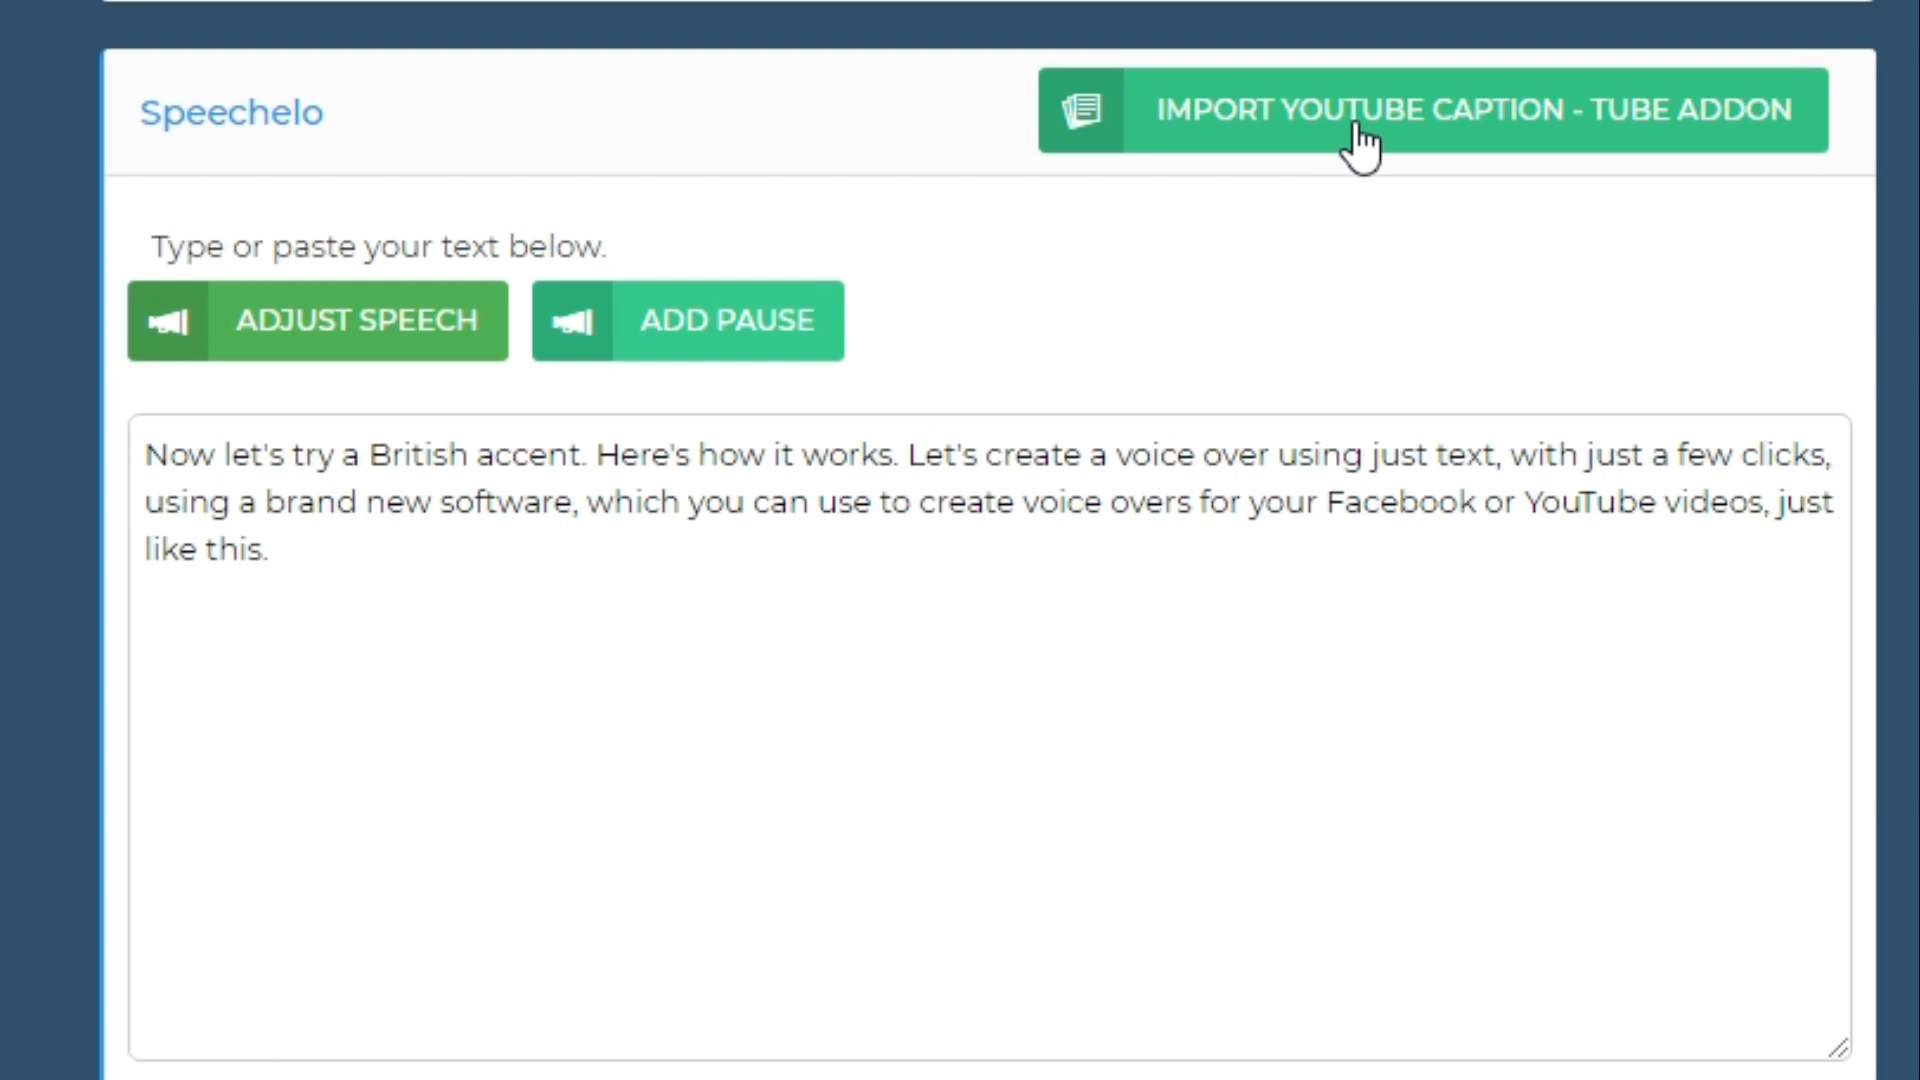 Speechelo
IMPORT YOUTUBE CAPTION - TUBE ADDON
Type or paste your text below.
ADJUST SPEECH
ADD PAUSE
Now let's try a British accent. Here's how it works. Let's create a voice over using just text, with just a few clicks,
using a brand new software, which you can use to create voice overs for your Facebook or YouTube videos, just
like this.